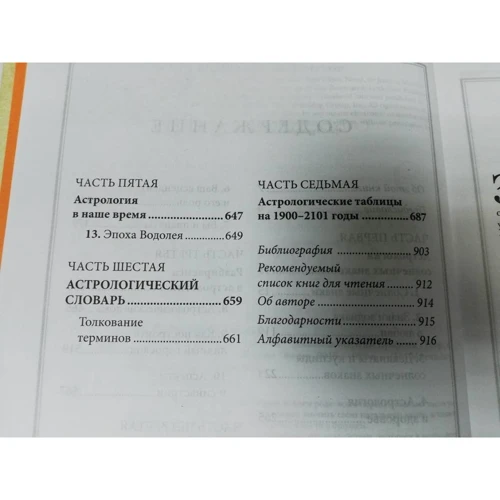 ЧАСТЬ ПЯТАЯ
Астрология
в наше время ..................... 647
13. Эпоха Водолея .............. 649
ЧАСТЬ ШЕСТАЯ
АСТРОЛОГИЧЕСКИЙ
СЛОВАРЬ ......................... 659
Толкование
терминов ........................ 661
ЧАСТЬ СЕДЬМАЯ
Астрологические таблицы
на 1900–2101 годы ............. 687
Библиография .................... 903
Рекомендуемый
список книг для чтения ..... 912
Об авторе .......................... 914
Благодарности ................... 915
Алфавитный указатель ....... 916
СОДЕРЖАНИЕ